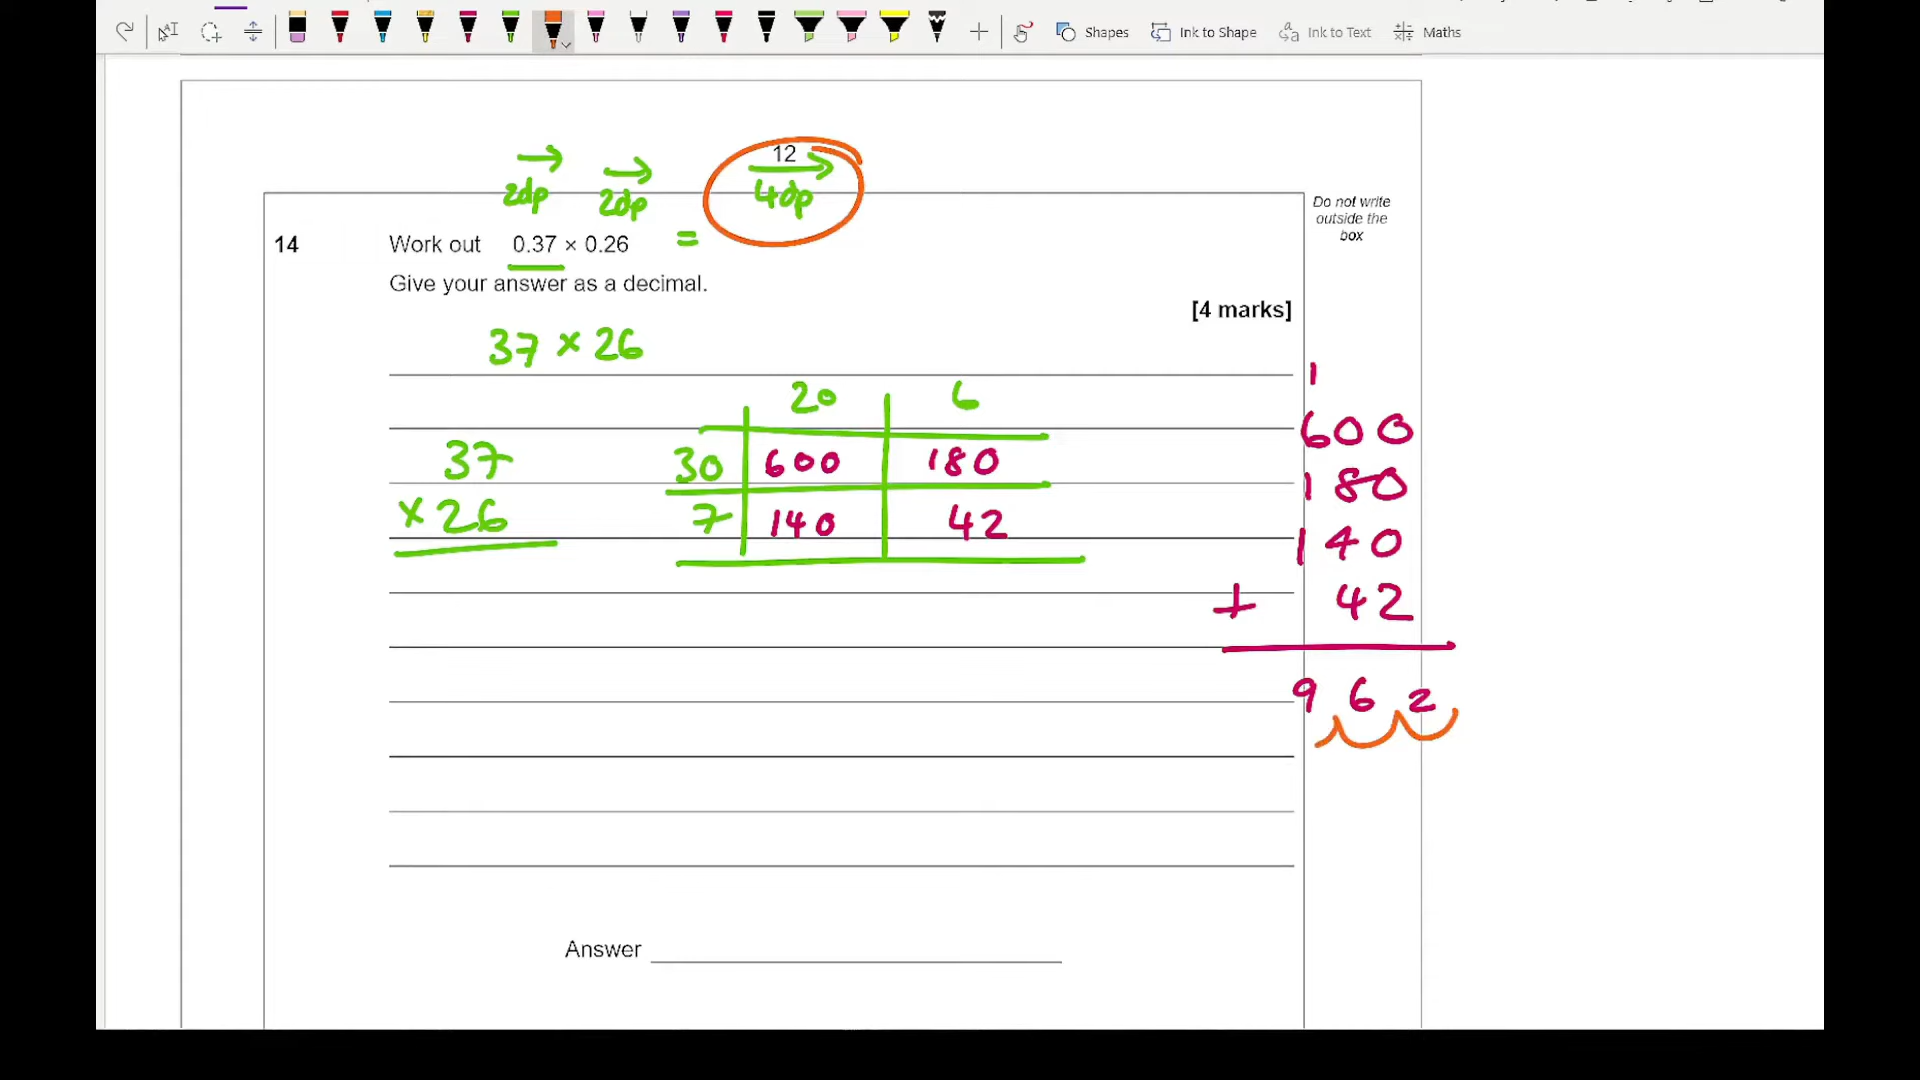 Shapes Ink to Shape Ink to Text Maths
12
2dp 2dp 4dp
Do not write
outside the
box
14 Work out 0.37 × 0.26 =
Give your answer as a decimal.
[4 marks]
37 × 26
20 6
30 600 180
7 140 42
37
× 26
1
600
180
140
+ 42
962
Answer